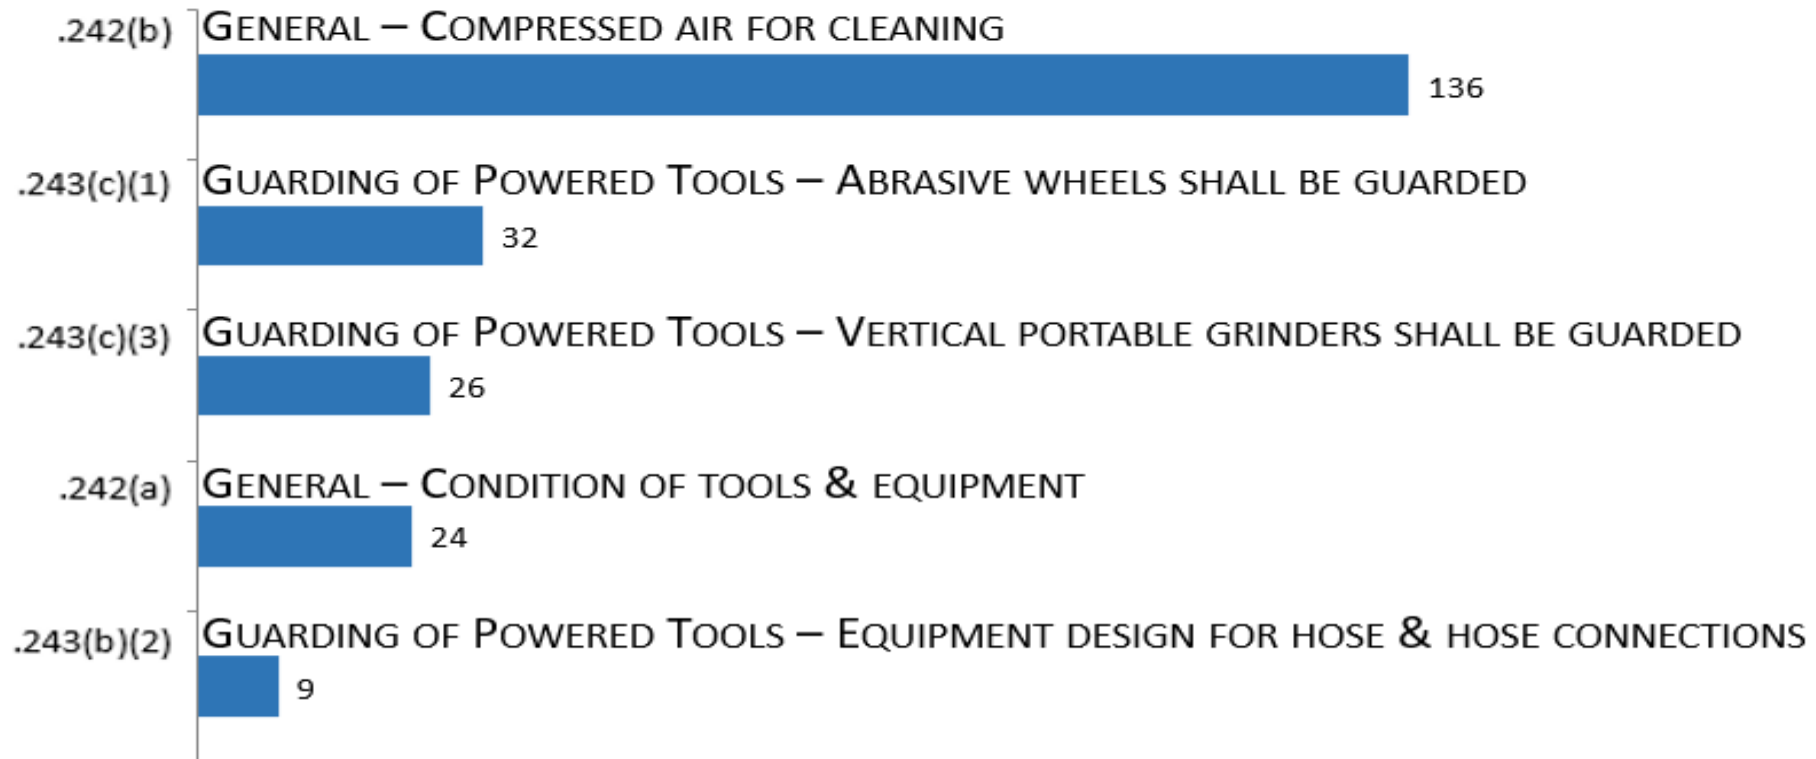 .242(b) GENERAL – COMPRESSED AIR FOR CLEANING
136
.243(c)(1) GUARDING OF POWERED TOOLS – ABRASIVE WHEELS SHALL BE GUARDED
32
.243(c)(3) GUARDING OF POWERED TOOLS – VERTICAL PORTABLE GRINDERS SHALL BE GUARDED
26
.242(a) GENERAL – CONDITION OF TOOLS & EQUIPMENT
24
.243(b)(2) GUARDING OF POWERED TOOLS – EQUIPMENT DESIGN FOR HOSE & HOSE CONNECTIONS
9